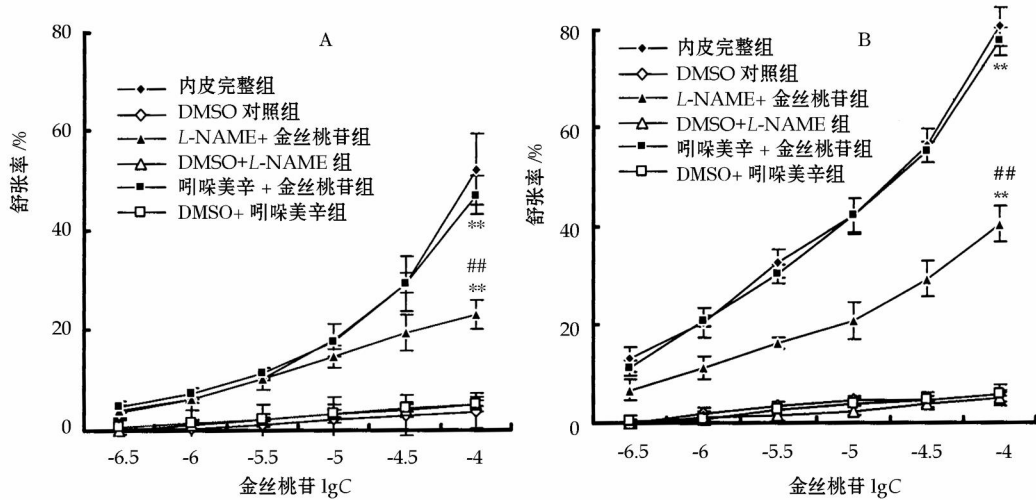 80
60
40
20
0
舒张率 /%
A
内皮完整组
DMSO 对照组
L-NAME+ 金丝桃苷组
DMSO+L-NAME 组
吲哚美辛 + 金丝桃苷组
DMSO+ 吲哚美辛组
**
##
**
-6.5 -6 -5.5 -5 -4.5 -4
金丝桃苷 lgC
80
60
40
20
0
舒张率 /%
B
内皮完整组
DMSO 对照组
L-NAME+ 金丝桃苷组
DMSO+L-NAME 组
吲哚美辛 + 金丝桃苷组
DMSO+ 吲哚美辛组
**
##
**
-6.5 -6 -5.5 -5 -4.5 -4
金丝桃苷 lgC